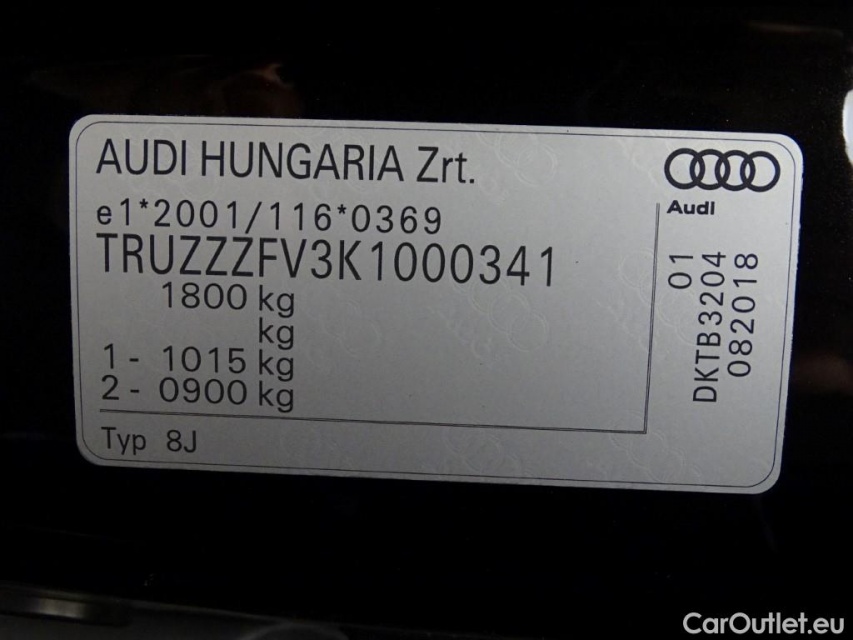 AUDI HUNGARIA Zrt.
e1*2001/116*0369
TRUZZZFV3K1000341
1800 kg
kg
1 - 1015 kg
2 - 0900 kg
Typ 8J
Audi
01
DKTB3204
082018
CarOutlet.eu